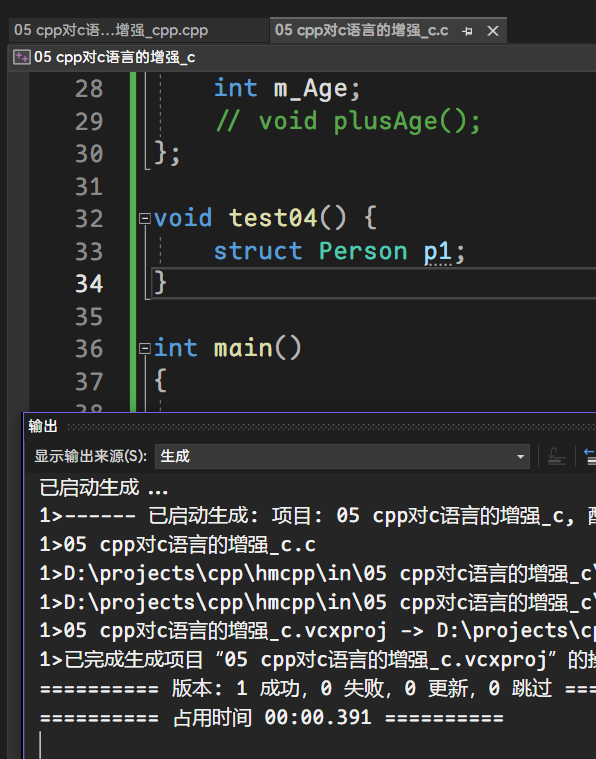 05 cpp对c语...增强_cpp.cpp
05 cpp对c语言的增强_c.c
05 cpp对c语言的增强_c
28 int m_Age;
29 // void plusAge();
30 };
31
32 void test04() {
33 struct Person p1;
34 }
35
36 int main()
37 {
38
输出
显示输出来源(S): 生成
已启动生成 ...
1>------ 已启动生成: 项目: 05 cpp对c语言的增强_c, 配
1>05 cpp对c语言的增强_c.c
1>D:\projects\cpp\hmcpp\in\05 cpp对c语言的增强_c\
1>D:\projects\cpp\hmcpp\in\05 cpp对c语言的增强_c\
1>05 cpp对c语言的增强_c.vcxproj -> D:\projects\cp
1>已完成生成项目“05 cpp对c语言的增强_c.vcxproj”的操
========== 版本: 1 成功，0 失败，0 更新，0 跳过 ===
========== 占用时间 00:00.391 ==========